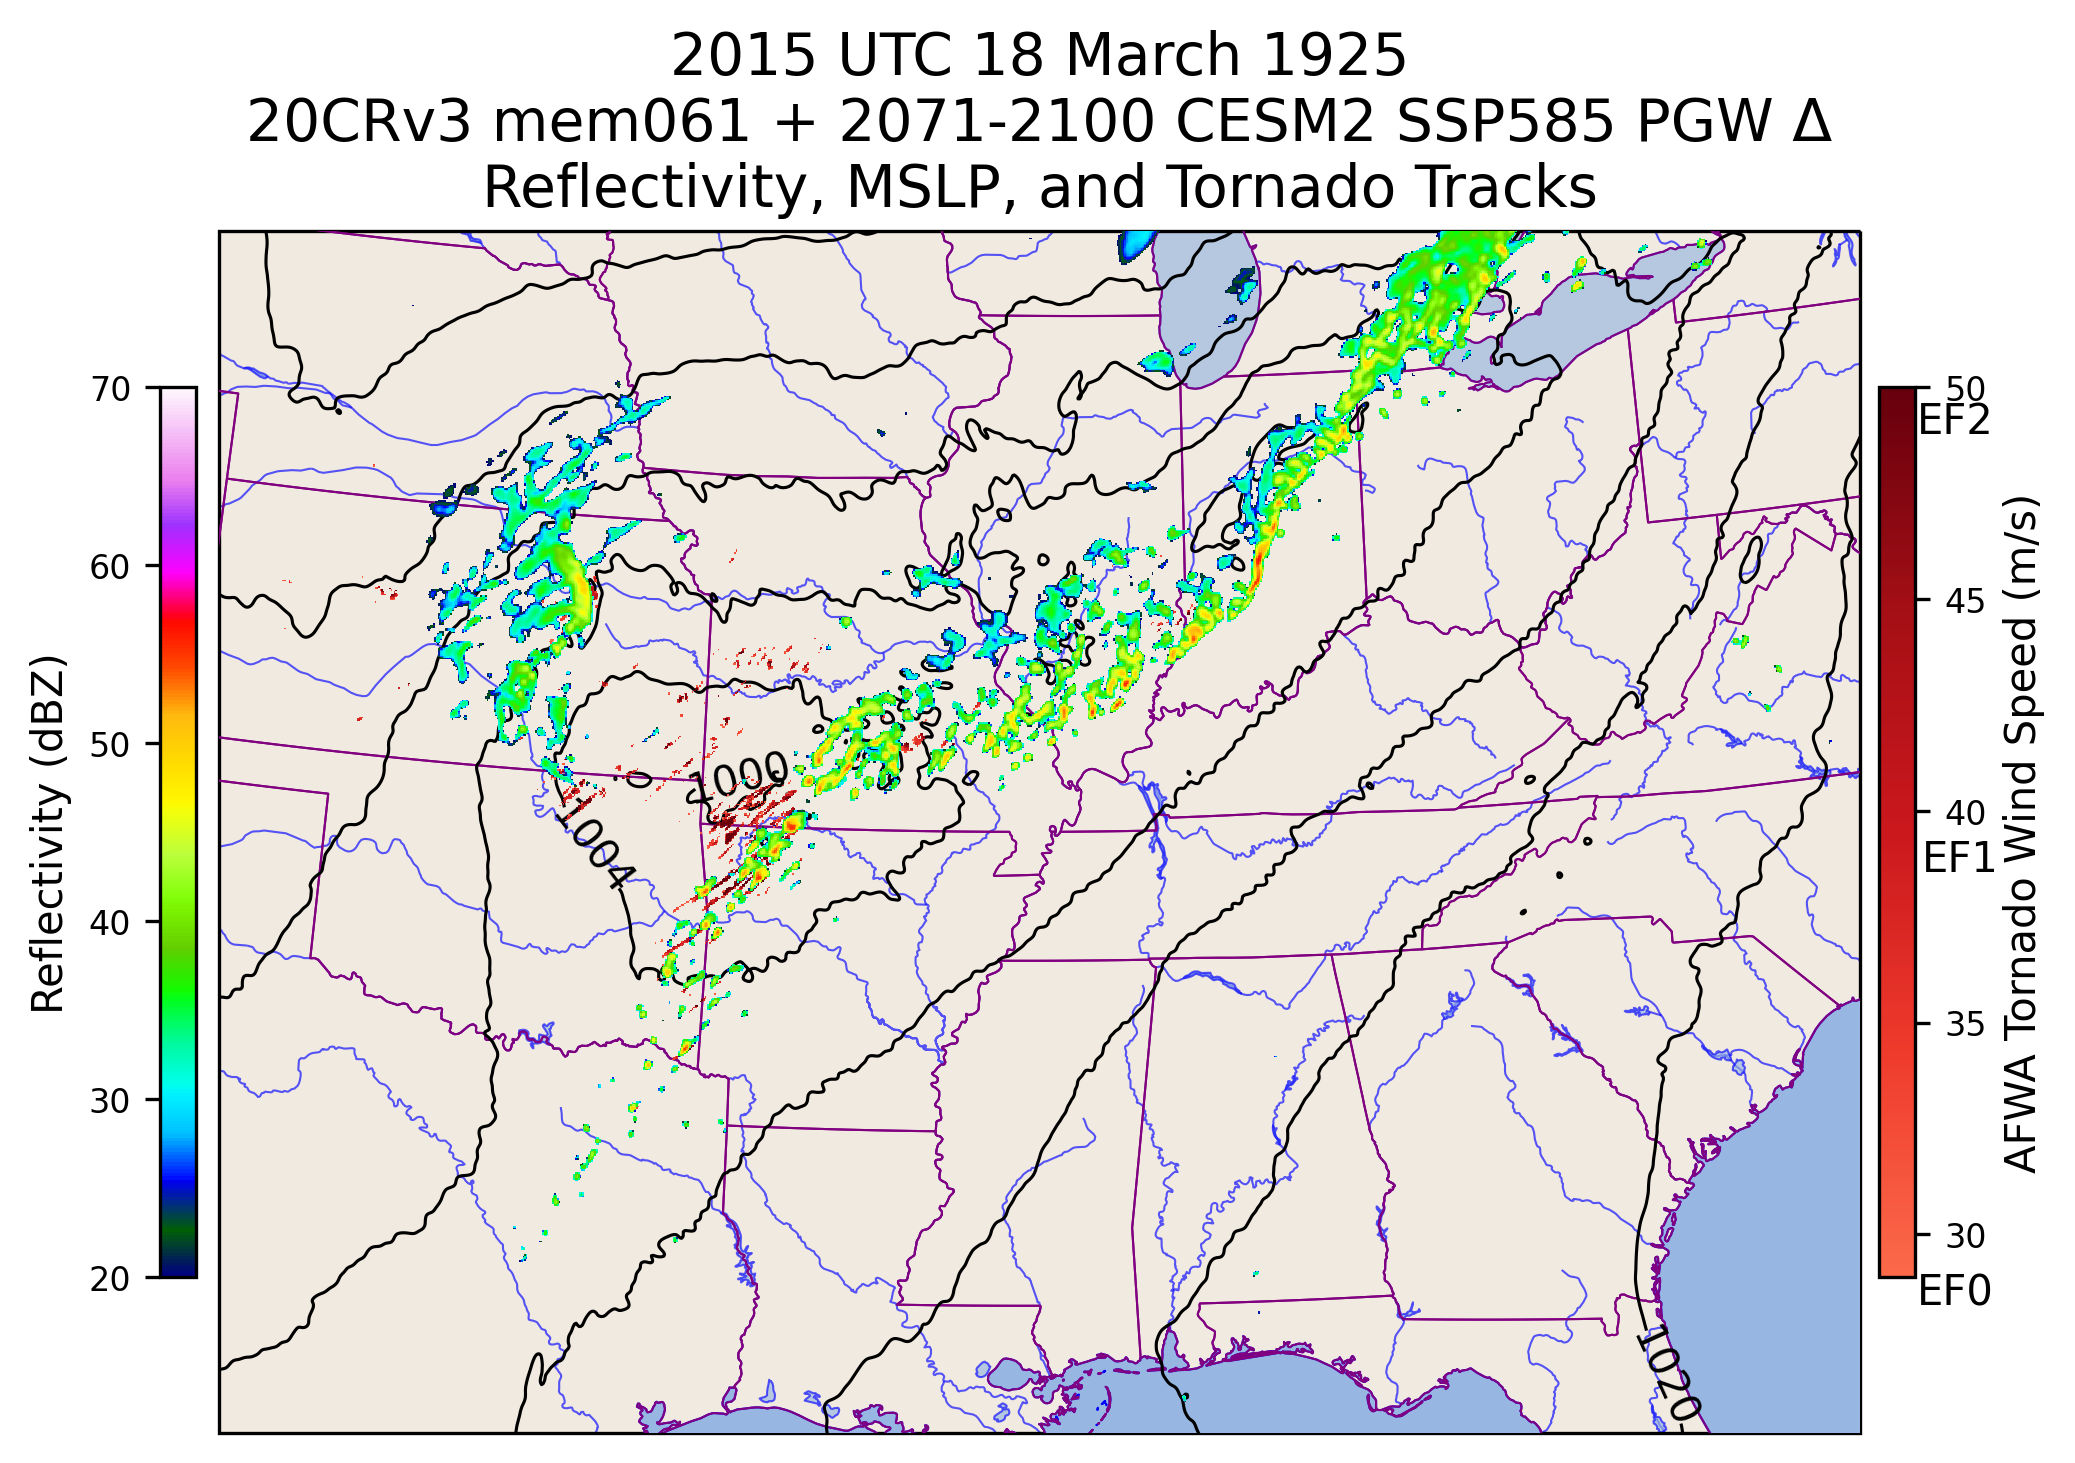 2015 UTC 18 March 1925
20CRv3 mem061 + 2071-2100 CESM2 SSP585 PGW Δ
Reflectivity, MSLP, and Tornado Tracks
70
60
50
40
30
20
Reflectivity (dBZ)
1000
1004
1020
50
EF2
45
40
EF1
35
30
EF0
AFWA Tornado Wind Speed (m/s)